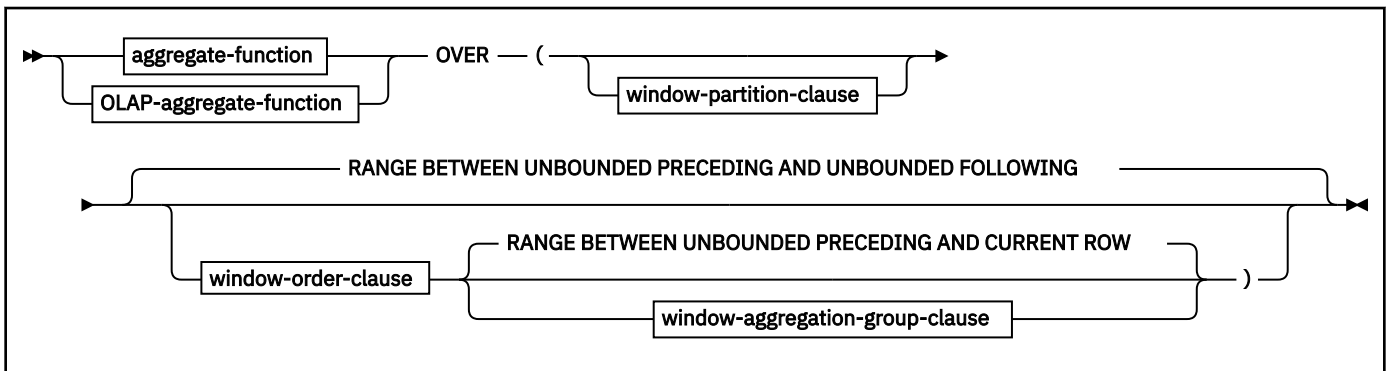 aggregate-function
OLAP-aggregate-function
OVER
(
window-partition-clause
RANGE BETWEEN UNBOUNDED PRECEDING AND UNBOUNDED FOLLOWING
RANGE BETWEEN UNBOUNDED PRECEDING AND CURRENT ROW
window-order-clause
)
window-aggregation-group-clause